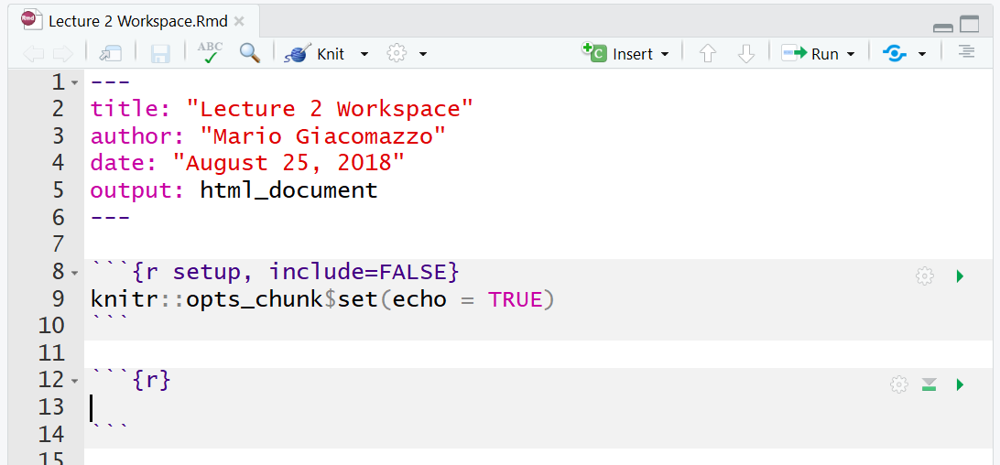 Rmd Lecture 2 Workspace.Rmd
ABC Knit C Insert Run
1 ---
2 title: "Lecture 2 Workspace"
3 author: "Mario Giacomazzo"
4 date: "August 25, 2018"
5 output: html_document
6 ---
7
8 ```{r setup, include=FALSE}
9 knitr::opts_chunk$set(echo = TRUE)
10 ```
11
12 ```{r}
13
14 ```
15